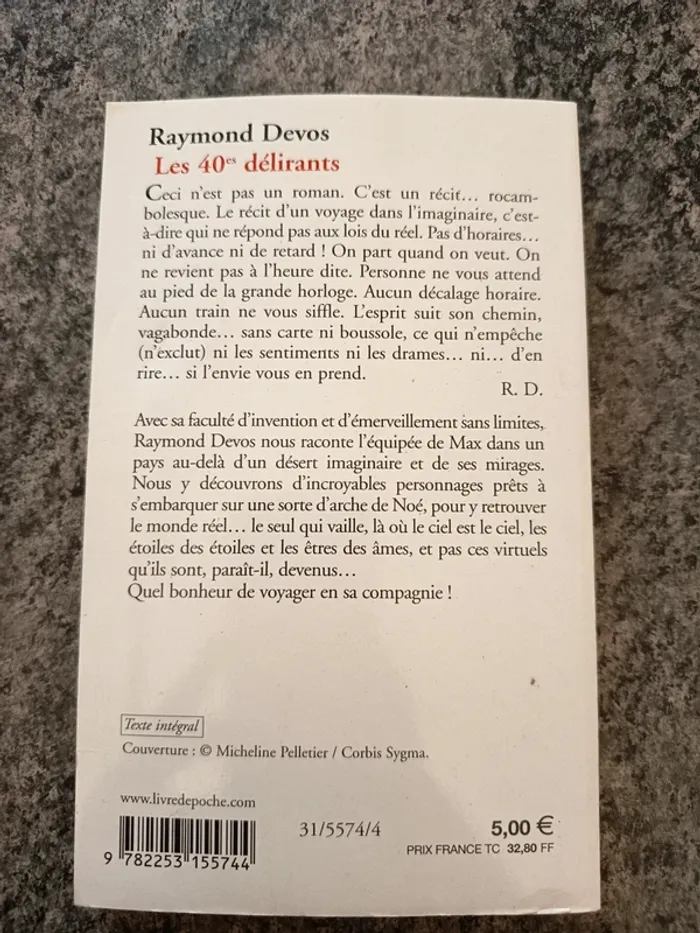 Raymond Devos
Les 40es délirants
Ceci n'est pas un roman. C'est un récit... rocam-
bolesque. Le récit d'un voyage dans l'imaginaire, c'est-
à-dire qui ne répond pas aux lois du réel. Pas d'horaires...
ni d'avance ni de retard ! On part quand on veut. On
ne revient pas à l'heure dite. Personne ne vous attend
au pied de la grande horloge. Aucun décalage horaire.
Aucun train ne vous siffle. L'esprit suit son chemin,
vagabonde... sans carte ni boussole, ce qui n'empêche
(n'exclut) ni les sentiments ni les drames... ni... d'en
rire... si l'envie vous en prend.
R. D.
Avec sa faculté d'invention et d'émerveillement sans limites,
Raymond Devos nous raconte l'équipée de Max dans un
pays au-delà d'un désert imaginaire et de ses mirages.
Nous y découvrons d'incroyables personnages prêts à
s'embarquer sur une sorte d'arche de Noé, pour y retrouver
le monde réel... le seul qui vaille, là où le ciel est le ciel, les
étoiles des étoiles et les êtres des âmes, et pas ces virtuels
qu'ils sont, paraît-il, devenus...
Quel bonheur de voyager en sa compagnie !
Texte intégral
Couverture : © Micheline Pelletier / Corbis Sygma.
www.livredepoche.com
31/5574/4
5,00 €
PRIX FRANCE TC 32,80 FF
9 782253 155744